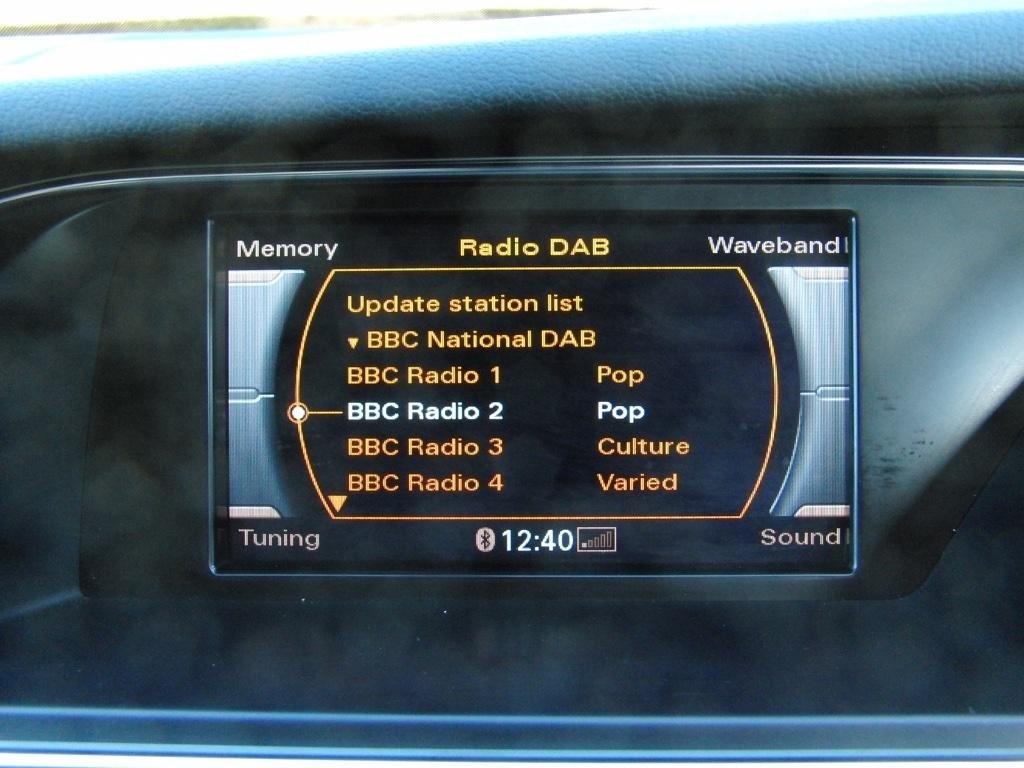 Memory Radio DAB Waveband
Update station list
BBC National DAB
BBC Radio 1 Pop
BBC Radio 2 Pop
BBC Radio 3 Culture
BBC Radio 4 Varied
Tuning 12:40 Sound